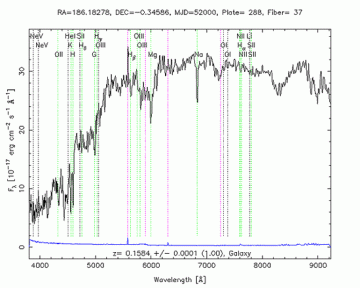 RA=186.18278, DEC=-0.34586, MJD=52000, Plate= 288, Fiber= 37
HeV HeI SII Hγ OIII NII Li
NeV K Hδ OIII OIII OI Hα SII
OII H G Hβ Mg Na OI NII SII
30
20
10
0
Fλ [10⁻¹⁷ erg cm⁻² s⁻¹ Å⁻¹]
z= 0.1584 +/- 0.0001 (1.00), Galaxy
4000 5000 6000 7000 8000 9000
Wavelength [Å]